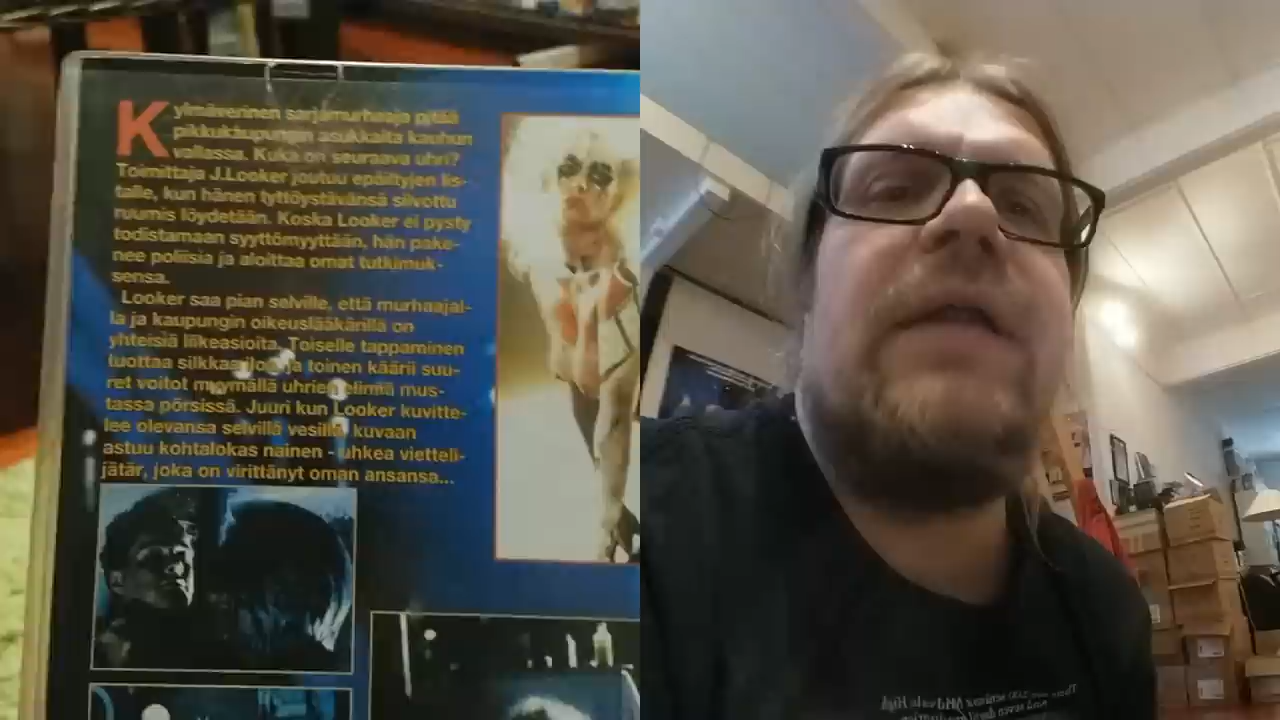 Kylmäverinen sarjamurhaaja pitää
pikkukaupungin asukkaita kauhun
vallassa. Kuka on seuraava uhri?
Toimittaja J.Looker joutuu epäiltyjen lis-
talle, kun hänen tyttöystävänsä silvottu
ruumis löydetään. Koska Looker ei pysty
todistamaan syyttömyyttään, hän pake-
nee poliisia ja aloittaa omat tutkimuk-
sensa.
Looker saa pian selville, että murhaajal-
la ja kaupungin oikeuslääkärillä on
yhteisiä liikeasioita. Toiselle tappaminen
tuottaa silkkaa iloa ja toinen käärii suu-
ret voitot myymällä uhrien elimiä mus-
tassa pörsissä. Juuri kun Looker kuvitte-
lee olevansa selvillä vesillä, kuvaan
astuu kohtalokas nainen - uhkea vietteli-
jätär, joka on virittänyt oman ansansa...